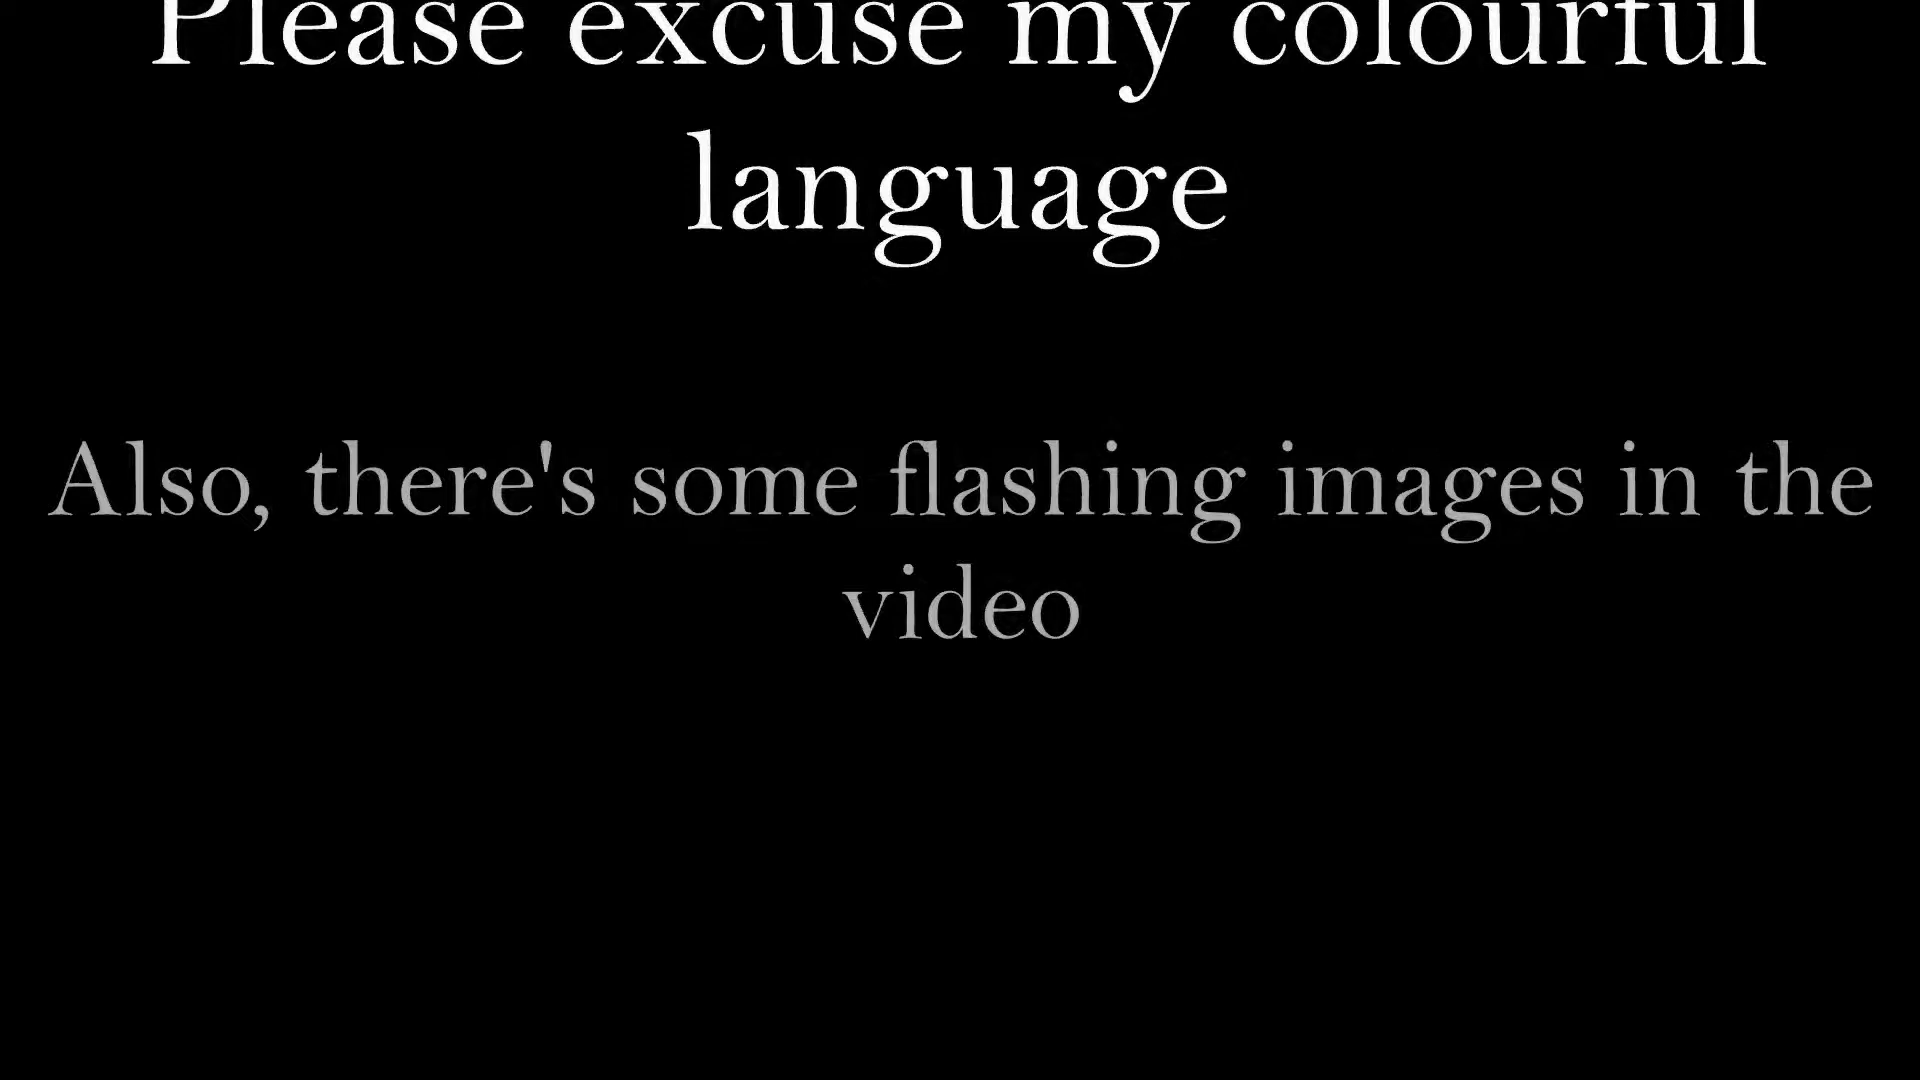 Please excuse my colourful
language
Also, there's some flashing images in the
video